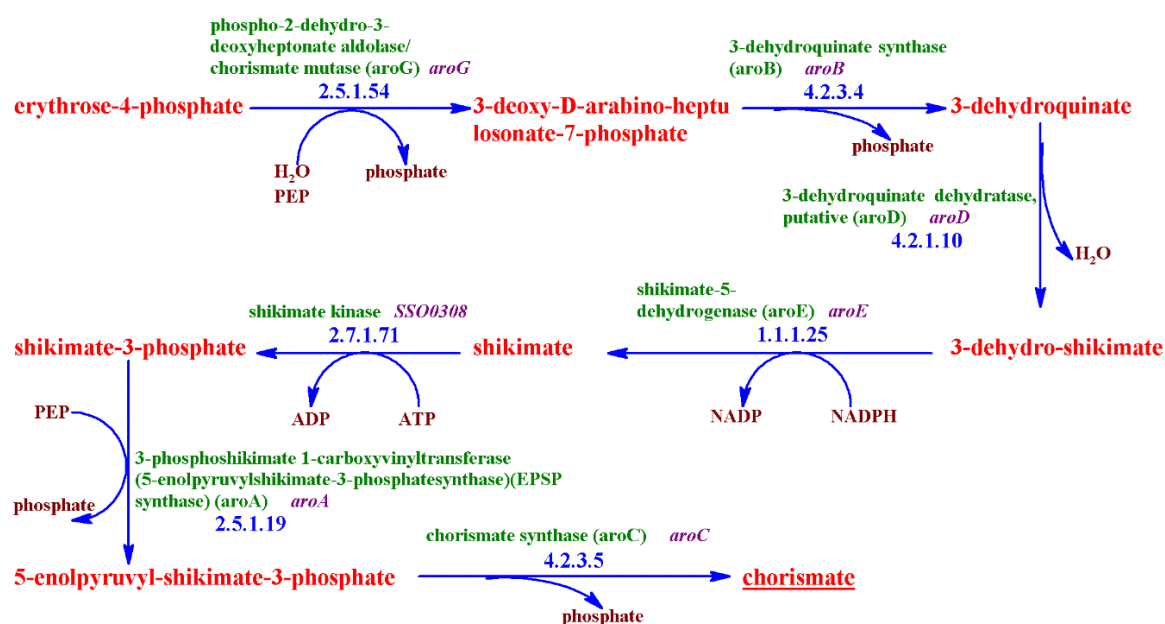 phospho-2-dehydro-3-
deoxyheptonate aldolase/
chorismate mutase (aroG) aroG
2.5.1.54
erythrose-4-phosphate
H₂O
PEP
phosphate
3-deoxy-D-arabino-heptu
losonate-7-phosphate
3-dehydroquinate synthase
(aroB) aroB
4.2.3.4
phosphate
3-dehydroquinate
3-dehydroquinate dehydratase,
putative (aroD) aroD
4.2.1.10
H₂O
3-dehydro-shikimate
shikimate-5-
dehydrogenase (aroE) aroE
1.1.1.25
NADP
NADPH
shikimate
shikimate kinase SSO0308
2.7.1.71
ADP
ATP
shikimate-3-phosphate
PEP
phosphate
3-phosphoshikimate 1-carboxyvinyltransferase
(5-enolpyruvylshikimate-3-phosphatesynthase)(EPSP
synthase) (aroA) aroA
2.5.1.19
5-enolpyruvyl-shikimate-3-phosphate
chorismate synthase (aroC) aroC
4.2.3.5
phosphate
chorismate